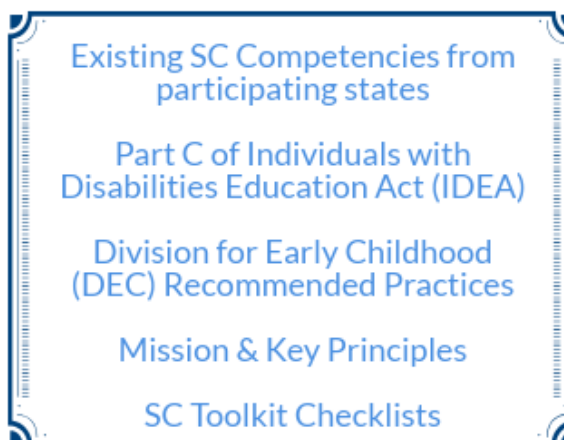 Existing SC Competencies from
participating states
Part C of Individuals with
Disabilities Education Act (IDEA)
Division for Early Childhood
(DEC) Recommended Practices
Mission & Key Principles
SC Toolkit Checklists